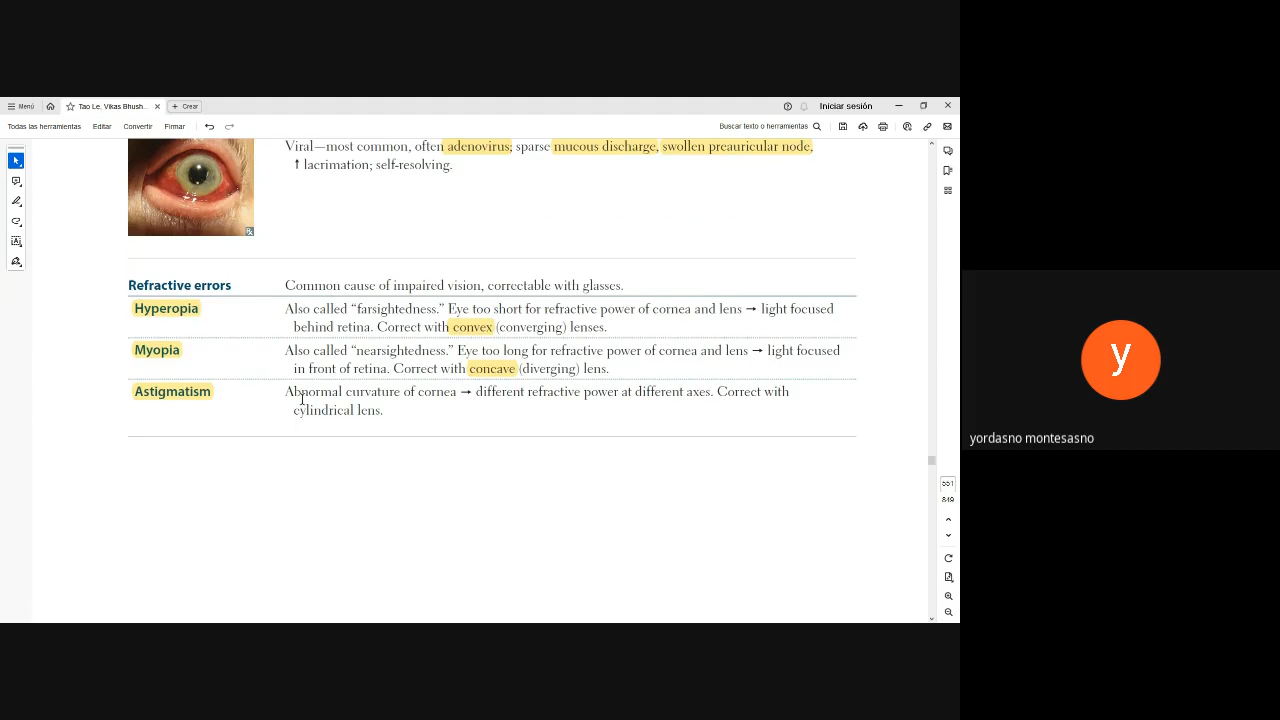 Menú
Tao Le, Vikas Bhush...
Crear
Iniciar sesión
Todas las herramientas
Editar
Convertir
Firmar
Buscar texto o herramientas
Viral—most common, often adenovirus; sparse mucous discharge, swollen preauricular node,
↑ lacrimation; self-resolving.
Refractive errors
Common cause of impaired vision, correctable with glasses.
Hyperopia
Also called “farsightedness.” Eye too short for refractive power of cornea and lens → light focused
behind retina. Correct with convex (converging) lenses.
Myopia
Also called “nearsightedness.” Eye too long for refractive power of cornea and lens → light focused
in front of retina. Correct with concave (diverging) lens.
Astigmatism
Abnormal curvature of cornea → different refractive power at different axes. Correct with
cylindrical lens.
551
849
y
yordasno montesasno